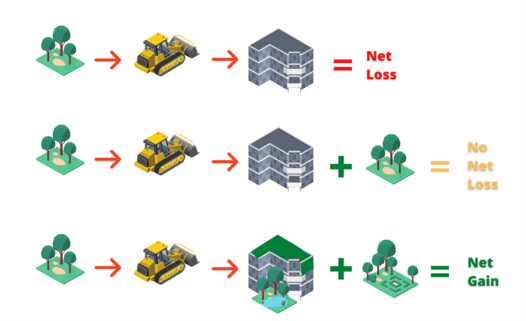 = Net
Loss
+ = No
Net
Loss
+ = Net
Gain